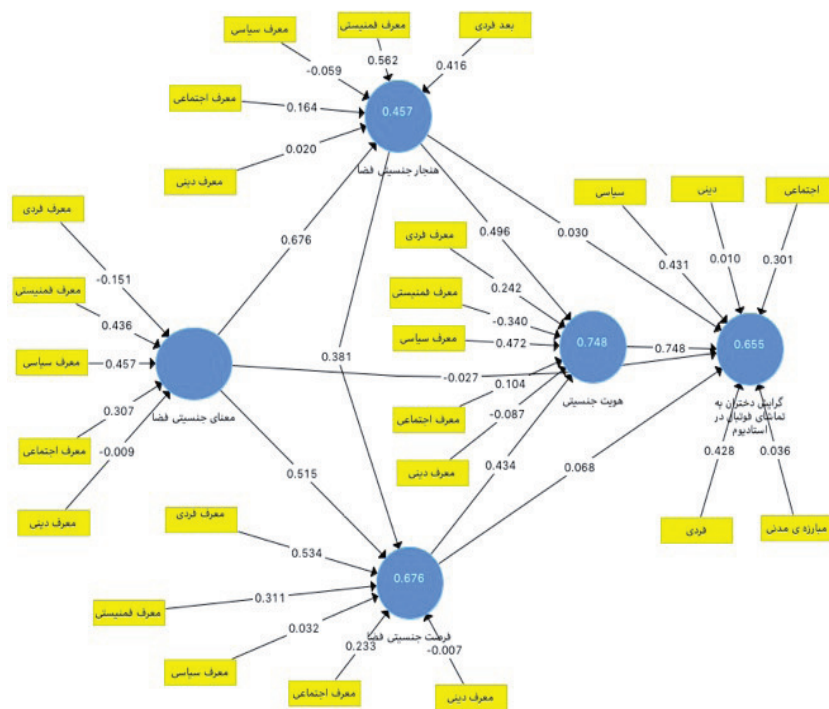 معرف سیاسی
معرف فمنیستی
بعد فردی
-0.059
0.562
0.416
معرف اجتماعی
0.164
0.457
معرف دینی
0.020
هنجار جنسیتی فضا
معرف فردی
-0.151
معرف فمنیستی
0.436
معرف سیاسی
0.457
0.307
معرف اجتماعی
-0.009
معرف دینی
معنای جنسیتی فضا
0.676
0.381
0.496
0.030
-0.027
0.515
معرف فردی
0.242
معرف فمنیستی
-0.340
معرف سیاسی
0.472
0.104
معرف اجتماعی
-0.087
معرف دینی
0.748
هویت جنسیتی
0.748
0.434
0.068
سیاسی
دینی
اجتماعی
0.431
0.010
0.301
0.655
گرایش دختران به
تماشای فوتبال در
استادیوم
0.428
0.036
فردی
مبارزه ی مدنی
معرف فردی
0.534
معرف فمنیستی
0.311
0.676
0.032
معرف سیاسی
فرصت جنسیتی فضا
0.233
-0.007
معرف اجتماعی
معرف دینی